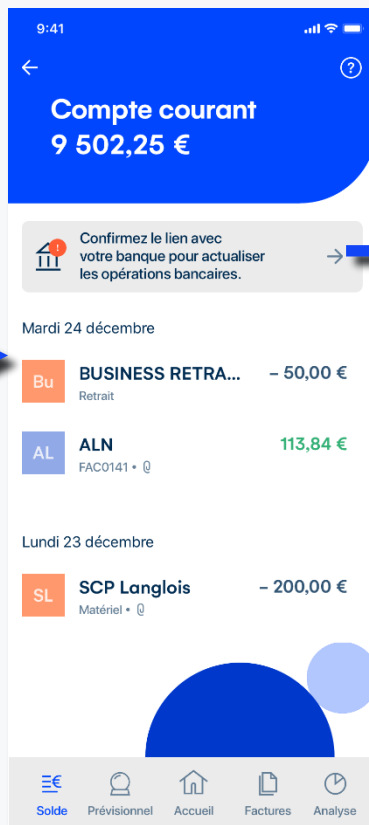 9:41
?
Compte courant
9 502,25 €
!
Confirmez le lien avec
votre banque pour actualiser
les opérations bancaires.
Mardi 24 décembre
Bu
BUSINESS RETRA... – 50,00 €
Retrait
AL
ALN 113,84 €
FAC0141 •
Lundi 23 décembre
SL
SCP Langlois – 200,00 €
Matériel •
€
Solde Prévisionnel Accueil Factures Analyse